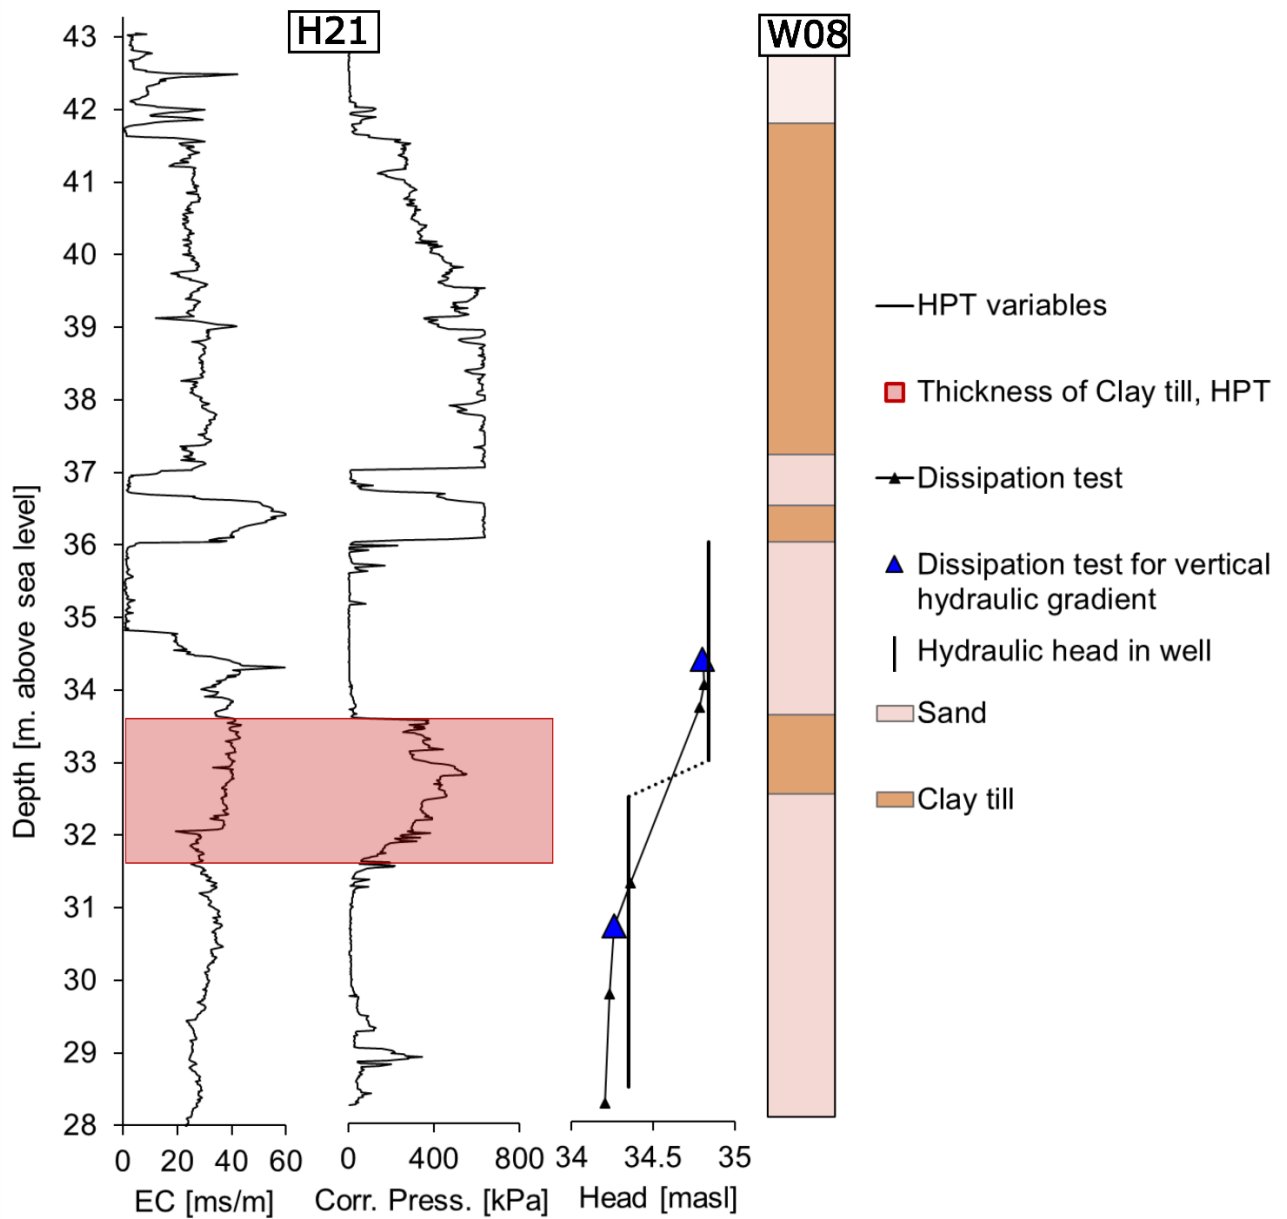 H21
W08
43
42
41
40
39
38
37
36
35
34
33
32
31
30
29
28
Depth [m. above sea level]
0 20 40 60
EC [ms/m]
0 400 800
Corr. Press. [kPa]
34 34.5 35
Head [masl]
HPT variables
Thickness of Clay till, HPT
Dissipation test
Dissipation test for vertical
hydraulic gradient
Hydraulic head in well
Sand
Clay till